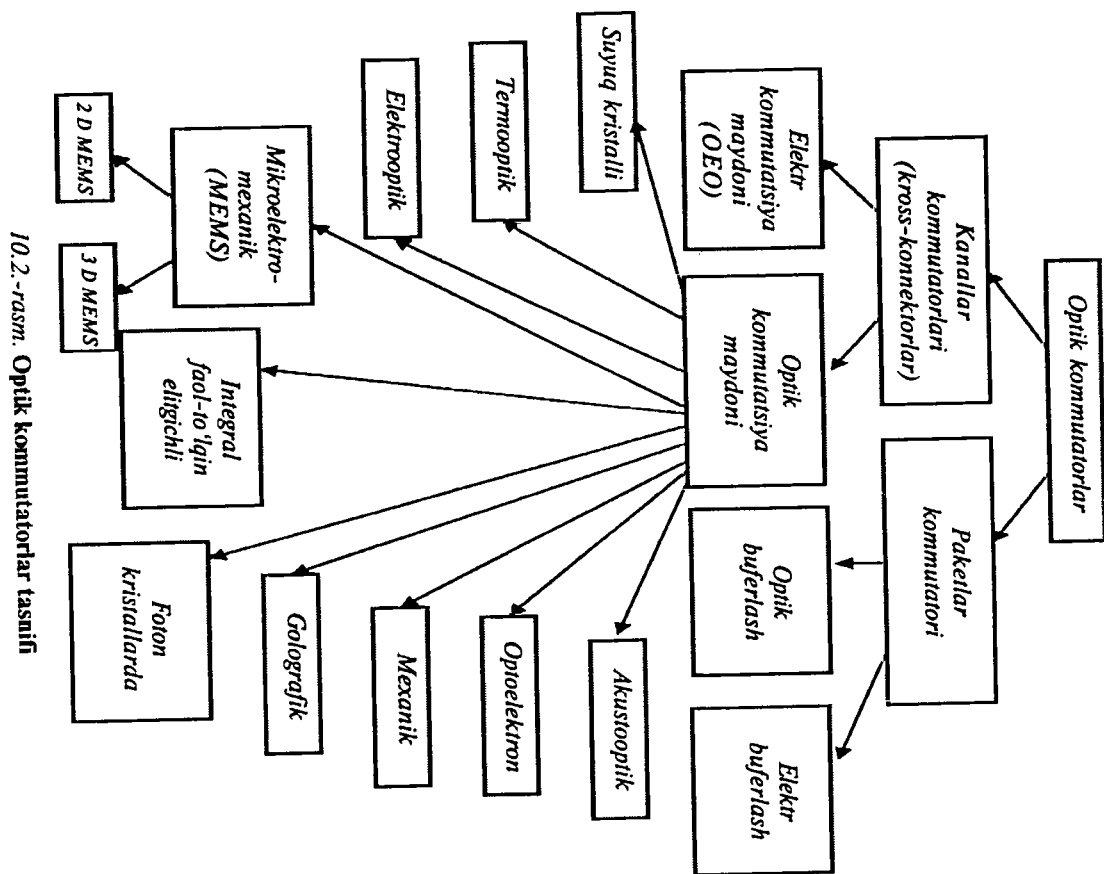 Optik kommutatorlar
Kanallar
kommutatorlari
(kross-konnektorlar)
Paketlar
kommutatori
Elektr
kommutatsiya
maydoni
(OEO)
Optik
kommutatsiya
maydoni
Optik
buferlash
Elektr
buferlash
Suyuq kristalli
Termooptik
Elektrooptik
Mikroelektro-
mexanik
(MEMS)
2 D MEMS
3 D MEMS
Integral
faol-to'lqin
elitgichli
Foton
kristallarda
Golografik
Mexanik
Optoelektron
Akustooptik
10.2.-rasm. Optik kommutatorlar tasnifi